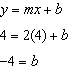 y = mx + b
4 = 2(4) + b
−4 = b